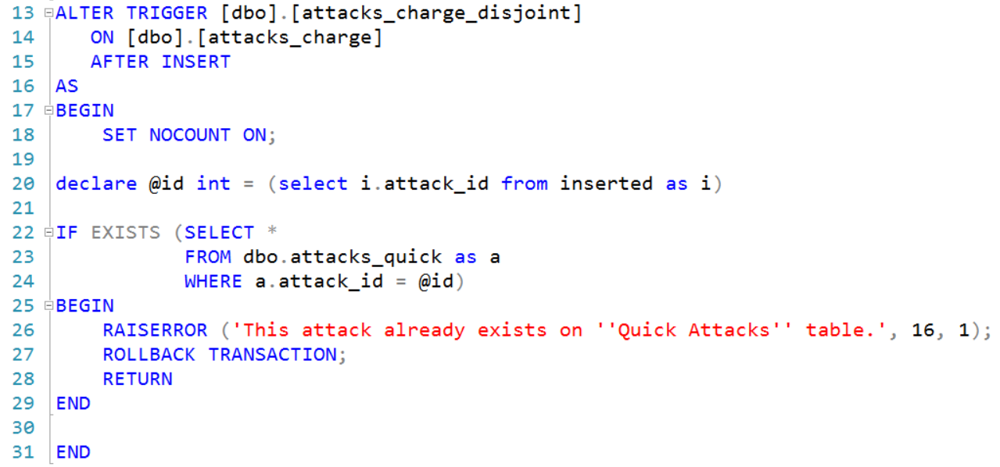 13 ALTER TRIGGER [dbo].[attacks_charge_disjoint]
14    ON [dbo].[attacks_charge]
15    AFTER INSERT
16 AS
17 BEGIN
18     SET NOCOUNT ON;
19
20 declare @id int = (select i.attack_id from inserted as i)
21
22 IF EXISTS (SELECT *
23            FROM dbo.attacks_quick as a
24            WHERE a.attack_id = @id)
25 BEGIN
26     RAISERROR ('This attack already exists on ''Quick Attacks'' table.', 16, 1);
27     ROLLBACK TRANSACTION;
28     RETURN
29 END
30
31 END